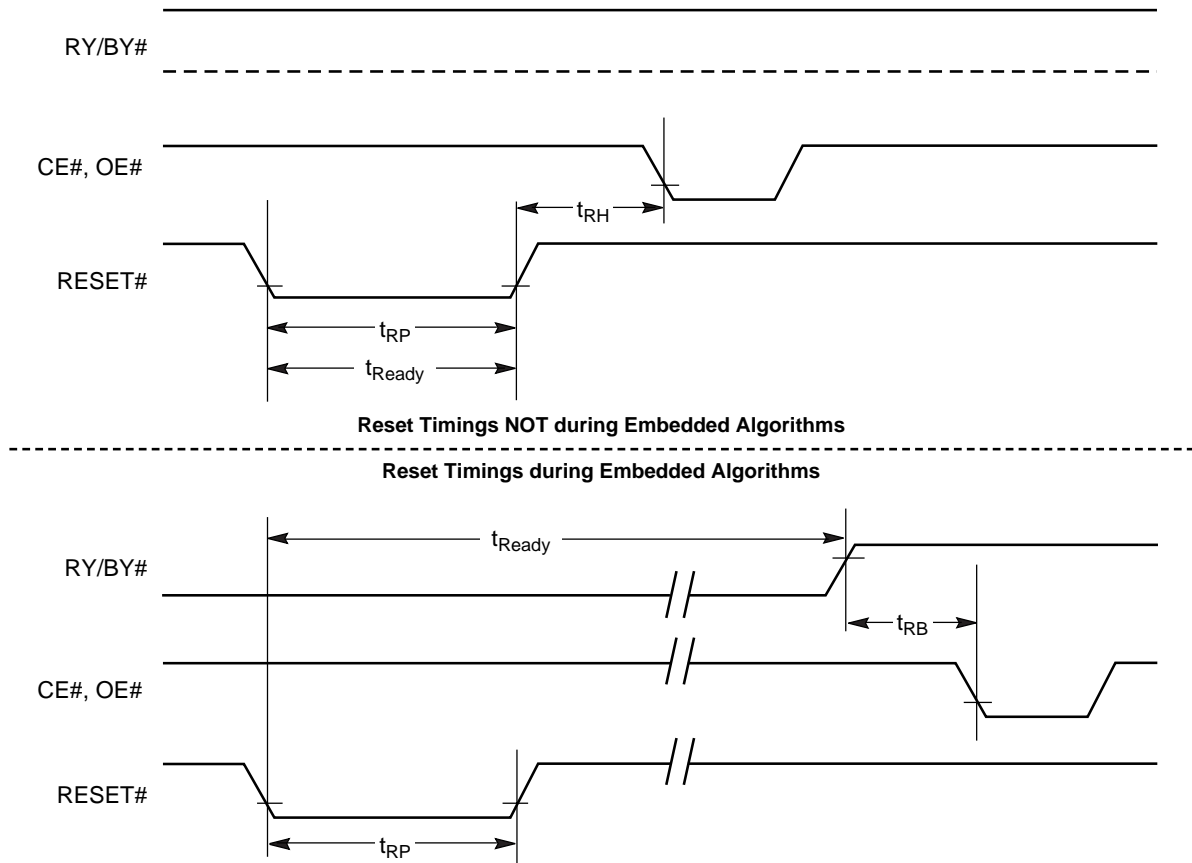 RY/BY#
CE#, OE#
tRH
RESET#
tRP
tReady
Reset Timings NOT during Embedded Algorithms
Reset Timings during Embedded Algorithms
tReady
RY/BY#
tRB
CE#, OE#
RESET#
tRP